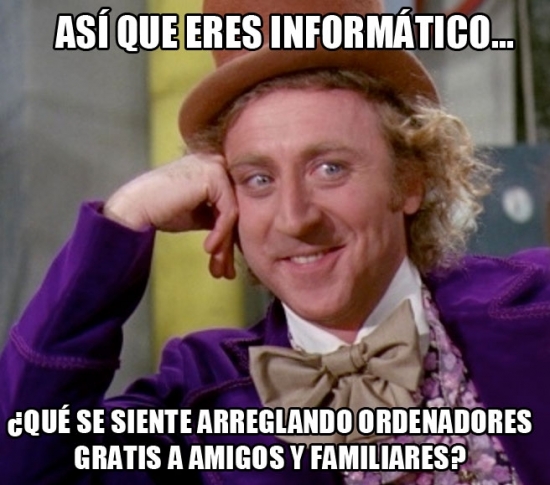 ASÍ QUE ERES INFORMÁTICO...
¿QUÉ SE SIENTE ARREGLANDO ORDENADORES
GRATIS A AMIGOS Y FAMILIARES?